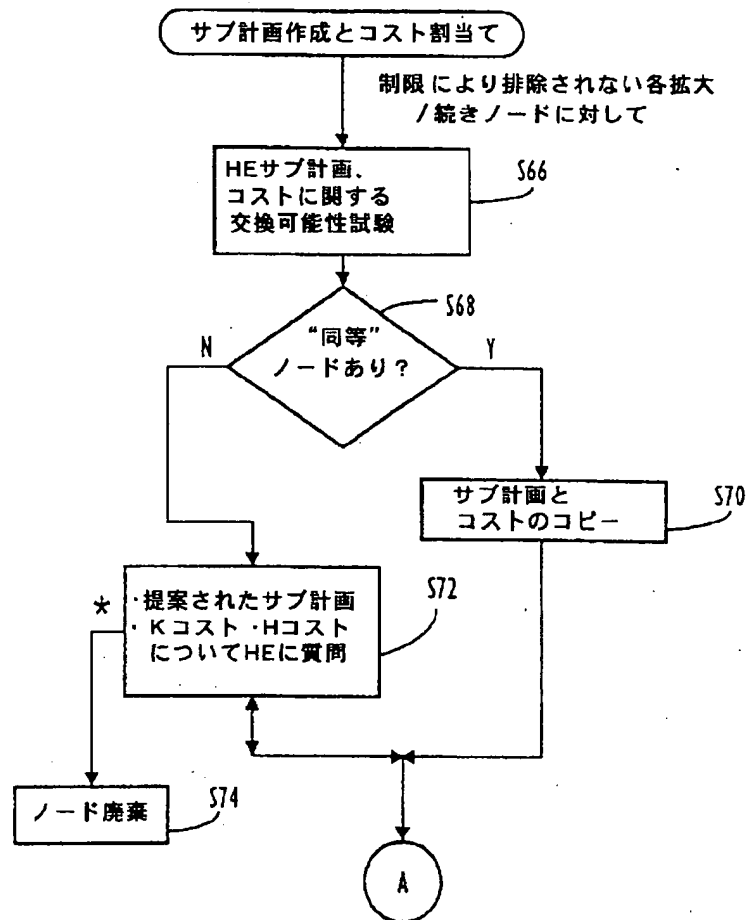 サブ計画作成とコスト割当て
制限により排除されない各拡大
/続きノードに対して
HEサブ計画、
コストに関する
交換可能性試験
S66
S68
“同等”
ノードあり?
N
Y
サブ計画と
コストのコピー
S70
*
・提案されたサブ計画
・Kコスト・Hコスト
についてHEに質問
S72
ノード廃棄
S74
A